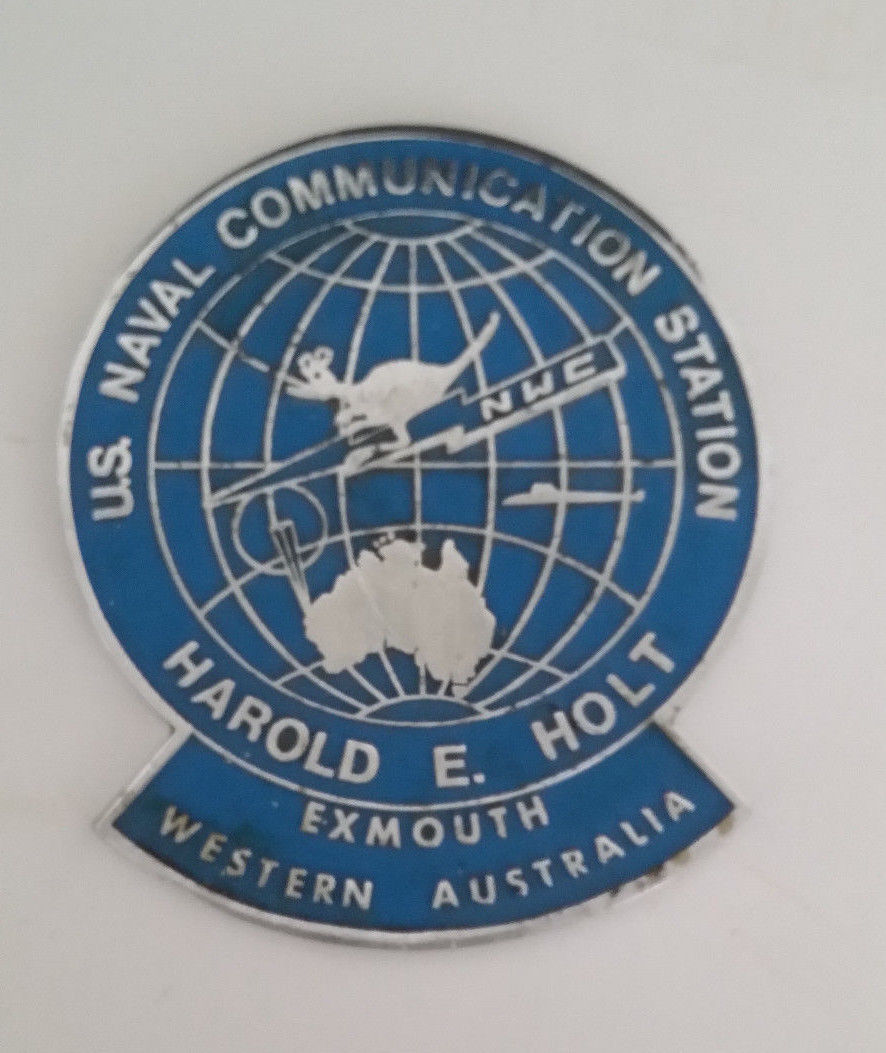 U.S. NAVAL COMMUNICATION STATION
NWC
HAROLD E. HOLT
EXMOUTH
WESTERN AUSTRALIA